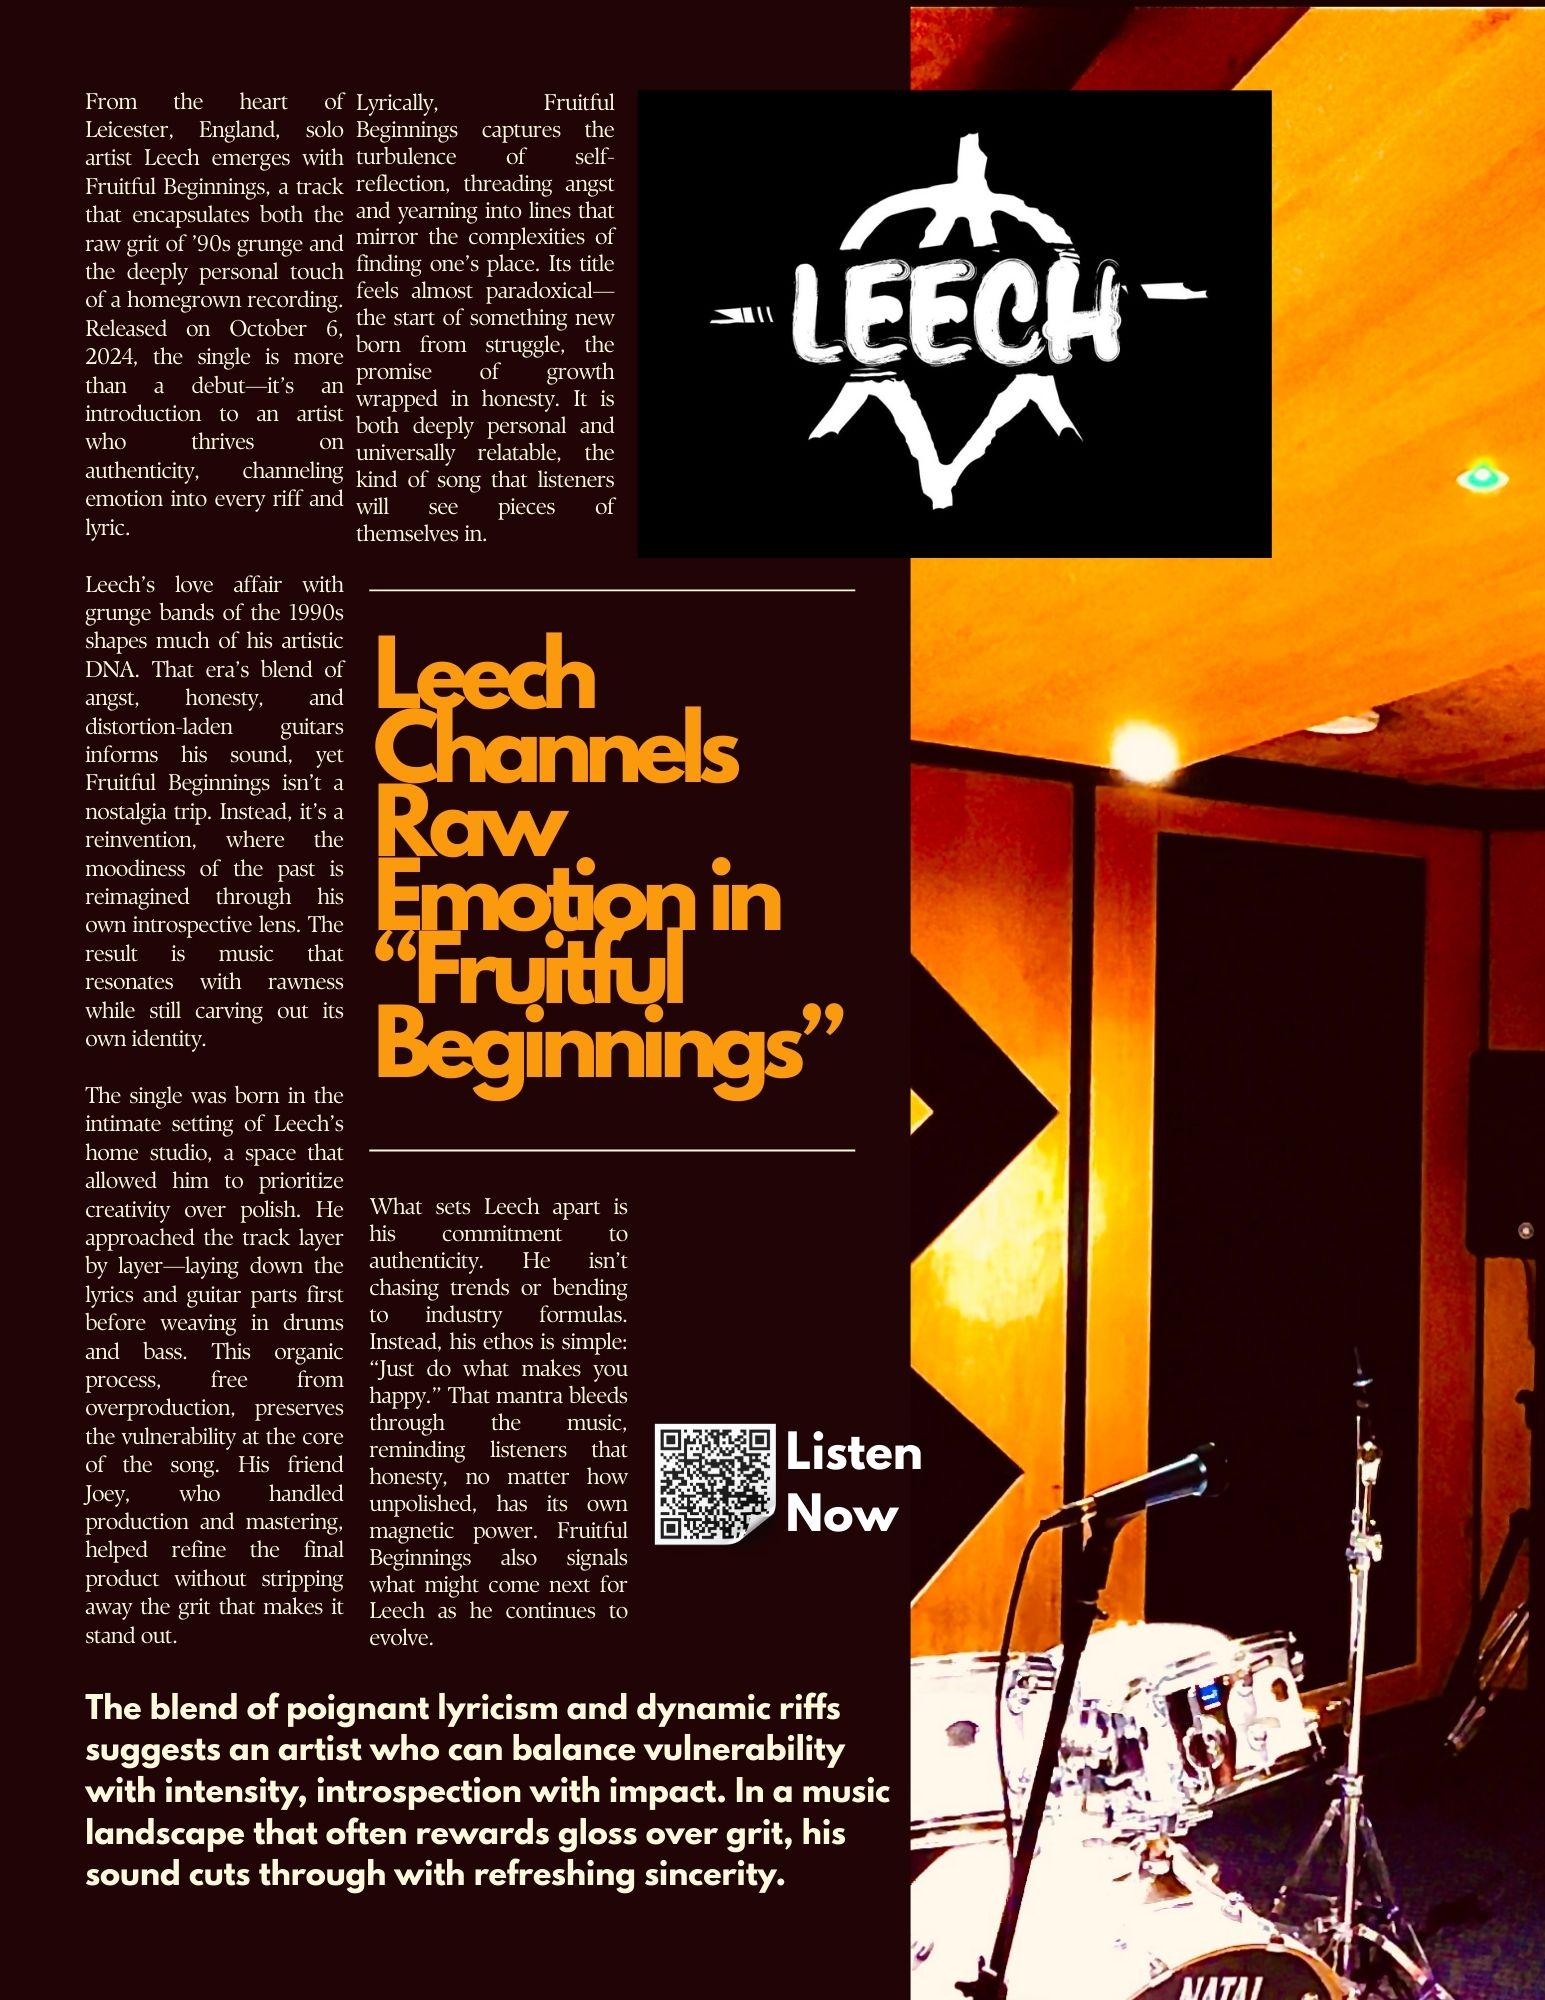 From the heart of
Leicester, England, solo
artist Leech emerges with
Fruitful Beginnings, a track
that encapsulates both the
raw grit of ’90s grunge and
the deeply personal touch
of a homegrown recording.
Released on October 6,
2024, the single is more
than a debut—it’s an
introduction to an artist
who thrives on
authenticity, channeling
emotion into every riff and
lyric.
Leech’s love affair with
grunge bands of the 1990s
shapes much of his artistic
DNA. That era’s blend of
angst, honesty, and
distortion-laden guitars
informs his sound, yet
Fruitful Beginnings isn’t a
nostalgia trip. Instead, it’s a
reinvention, where the
moodiness of the past is
reimagined through his
own introspective lens. The
result is music that
resonates with rawness
while still carving out its
own identity.
The single was born in the
intimate setting of Leech’s
home studio, a space that
allowed him to prioritize
creativity over polish. He
approached the track layer
by layer—laying down the
lyrics and guitar parts first
before weaving in drums
and bass. This organic
process, free from
overproduction, preserves
the vulnerability at the core
of the song. His friend
Joey, who handled
production and mastering,
helped refine the final
product without stripping
away the grit that makes it
stand out.
Lyrically, Fruitful
Beginnings captures the
turbulence of self-
reflection, threading angst
and yearning into lines that
mirror the complexities of
finding one’s place. Its title
feels almost paradoxical—
the start of something new
born from struggle, the
promise of growth
wrapped in honesty. It is
both deeply personal and
universally relatable, the
kind of song that listeners
will see pieces of
themselves in.
LEECH
Leech
Channels
Raw
Emotion in
“Fruitful
Beginnings”
What sets Leech apart is
his commitment to
authenticity. He isn’t
chasing trends or bending
to industry formulas.
Instead, his ethos is simple:
“Just do what makes you
happy.” That mantra bleeds
through the music,
reminding listeners that
honesty, no matter how
unpolished, has its own
magnetic power. Fruitful
Beginnings also signals
what might come next for
Leech as he continues to
evolve.
Listen
Now
The blend of poignant lyricism and dynamic riffs
suggests an artist who can balance vulnerability
with intensity, introspection with impact. In a music
landscape that often rewards gloss over grit, his
sound cuts through with refreshing sincerity.
NATAL